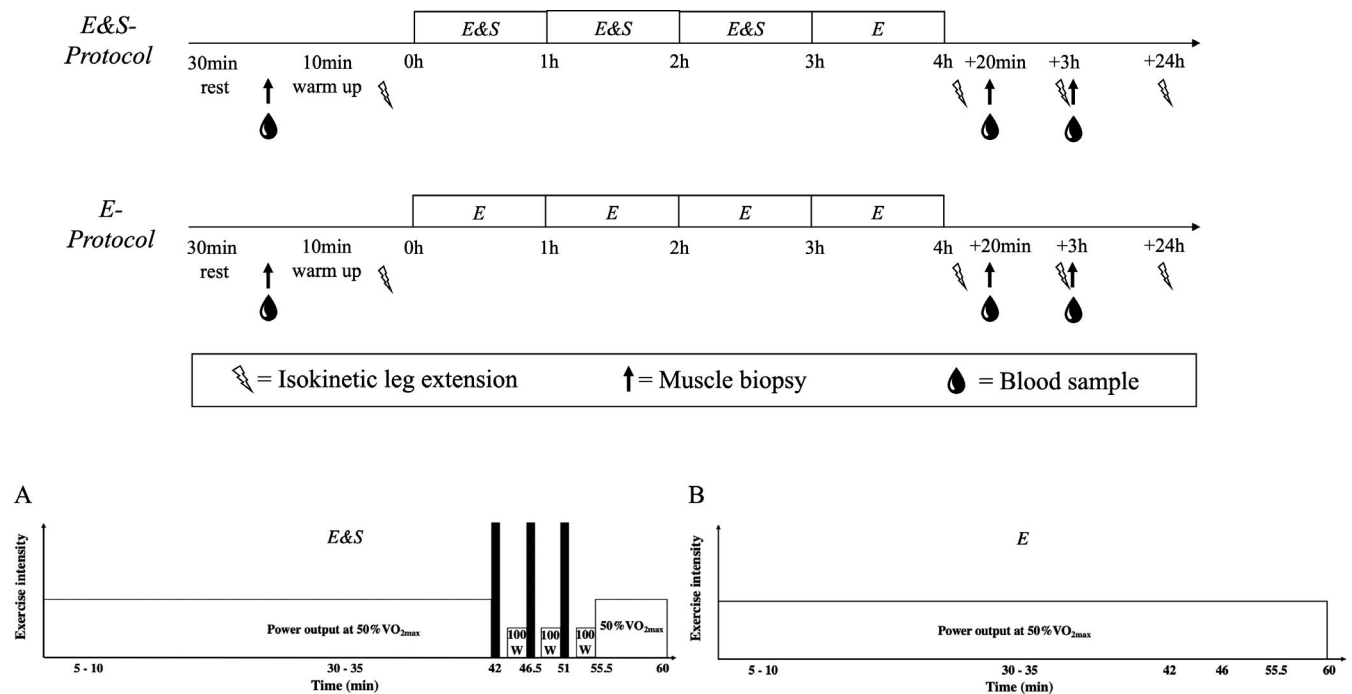 E&S-
Protocol
E&S E&S E&S E
30min
rest
10min
warm up
0h 1h 2h 3h 4h +20min +3h +24h
E-
Protocol
E E E E
30min
rest
10min
warm up
0h 1h 2h 3h 4h +20min +3h +24h
= Isokinetic leg extension = Muscle biopsy = Blood sample
A
Exercise intensity
E&S
Power output at 50%VO2max
100
W
100
W
100
W
50%VO2max
5 - 10 30 - 35 42 46.5 51 55.5 60
Time (min)
B
Exercise intensity
E
Power output at 50%VO2max
5 - 10 30 - 35 42 46 55.5 60
Time (min)